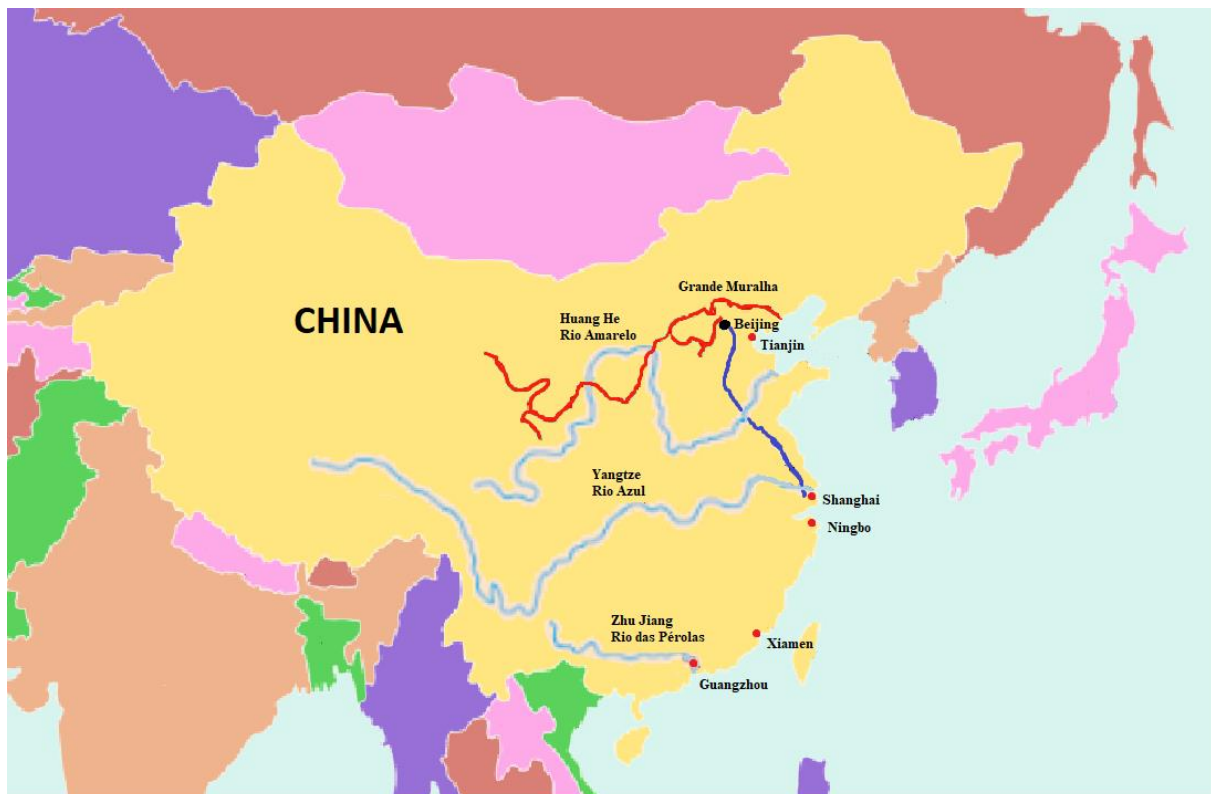 Grande Muralha
CHINA
Huang He
Rio Amarelo
Beijing
Tianjin
Yangtze
Rio Azul
Shanghai
Ningbo
Zhu Jiang
Rio das Pérolas
Xiamen
Guangzhou